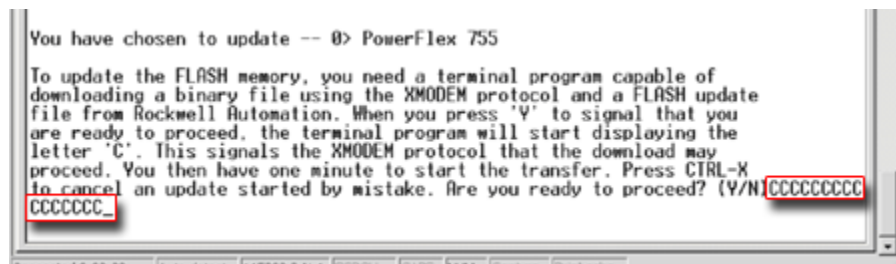 You have chosen to update -- 0> PowerFlex 755
To update the FLASH memory, you need a terminal program capable of
downloading a binary file using the XMODEM protocol and a FLASH update
file from Rockwell Automation. When you press 'Y' to signal that you
are ready to proceed, the terminal program will start displaying the
letter 'C'. This signals the XMODEM protocol that the download may
proceed. You then have one minute to start the transfer. Press CTRL-X
to cancel an update started by mistake. Are you ready to proceed? (Y/N)CCCCCCCCC
CCCCCCC_